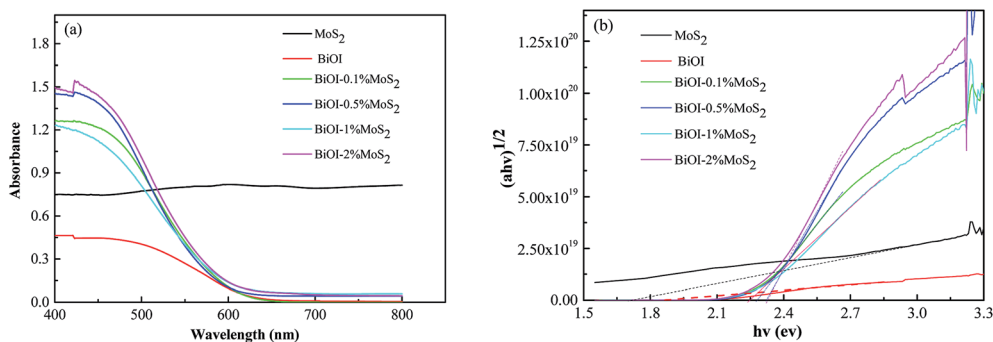 (a)
MoS2
BiOI
BiOI-0.1%MoS2
BiOI-0.5%MoS2
BiOI-1%MoS2
BiOI-2%MoS2
1.8
1.5
1.2
0.9
0.6
0.3
0.0
Absorbance
400 500 600 700 800
Wavelength (nm)
(b)
MoS2
BiOI
BiOI-0.1%MoS2
BiOI-0.5%MoS2
BiOI-1%MoS2
BiOI-2%MoS2
1.25x10^20
1.00x10^20
7.50x10^19
5.00x10^19
2.50x10^19
0.00
(ahv)^1/2
1.5 1.8 2.1 2.4 2.7 3.0 3.3
hv (ev)